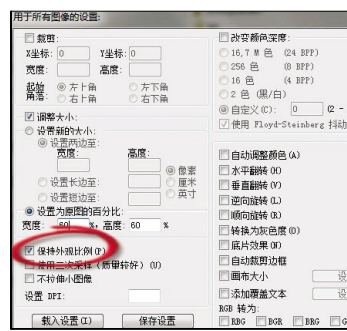 用于所有图像的设置:
裁剪:
X坐标: 0 Y坐标: 0
宽度: 高度:
起始角落: 左上角 左下角
右上角 右下角
调整大小:
设置新的大小:
设置两边至:
宽度: 高度:
像素
设置长边至: 厘米
设置短边至: 英寸
设置为原图的百分比:
宽度: 60 %, 高度: 60 %
保持外观比例(P)
使用二次采样(质量较好)(U)
不拉伸小图像
设置 DPI:
载入设置(I) 保存设置
改变颜色深度:
16,7 M 色 (24 BPP)
256 色 (8 BPP)
16 色 (4 BPP)
2 色 (黑/白)
自定义(C): 0 (2 -
使用 Floyd-Steinberg 抖动
自动调整颜色(A)
水平翻转(H)
垂直翻转(V)
逆向旋转(L)
顺向旋转(R)
转换为灰度色(O)
底片效果(N)
自动裁剪边框
画布大小 设
添加覆盖文本 设
RGB 转为:
RBG BGR BRG G